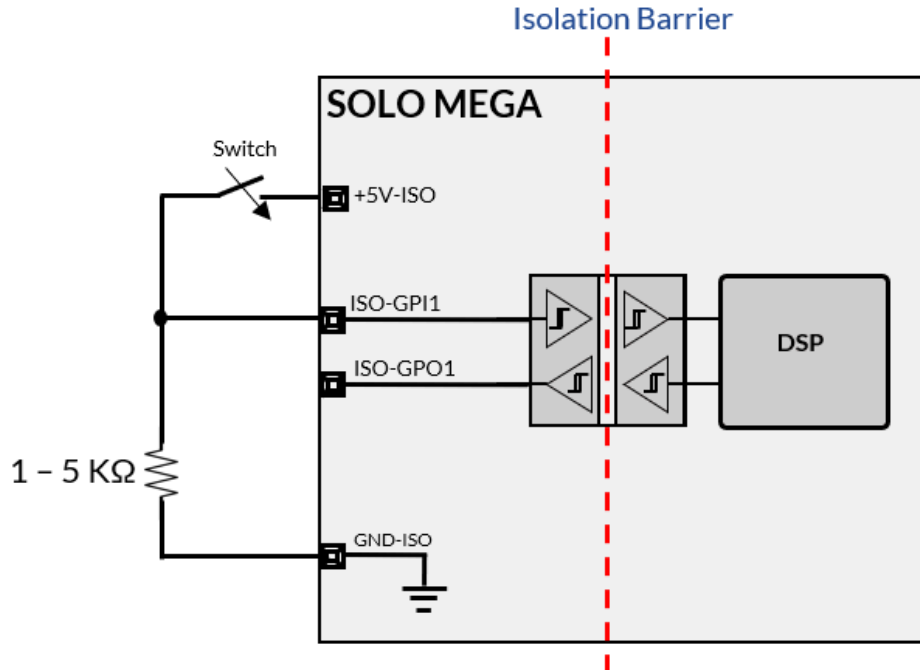 Isolation Barrier
SOLO MEGA
Switch
+5V-ISO
ISO-GPI1
ISO-GPO1
DSP
1 – 5 KΩ
GND-ISO